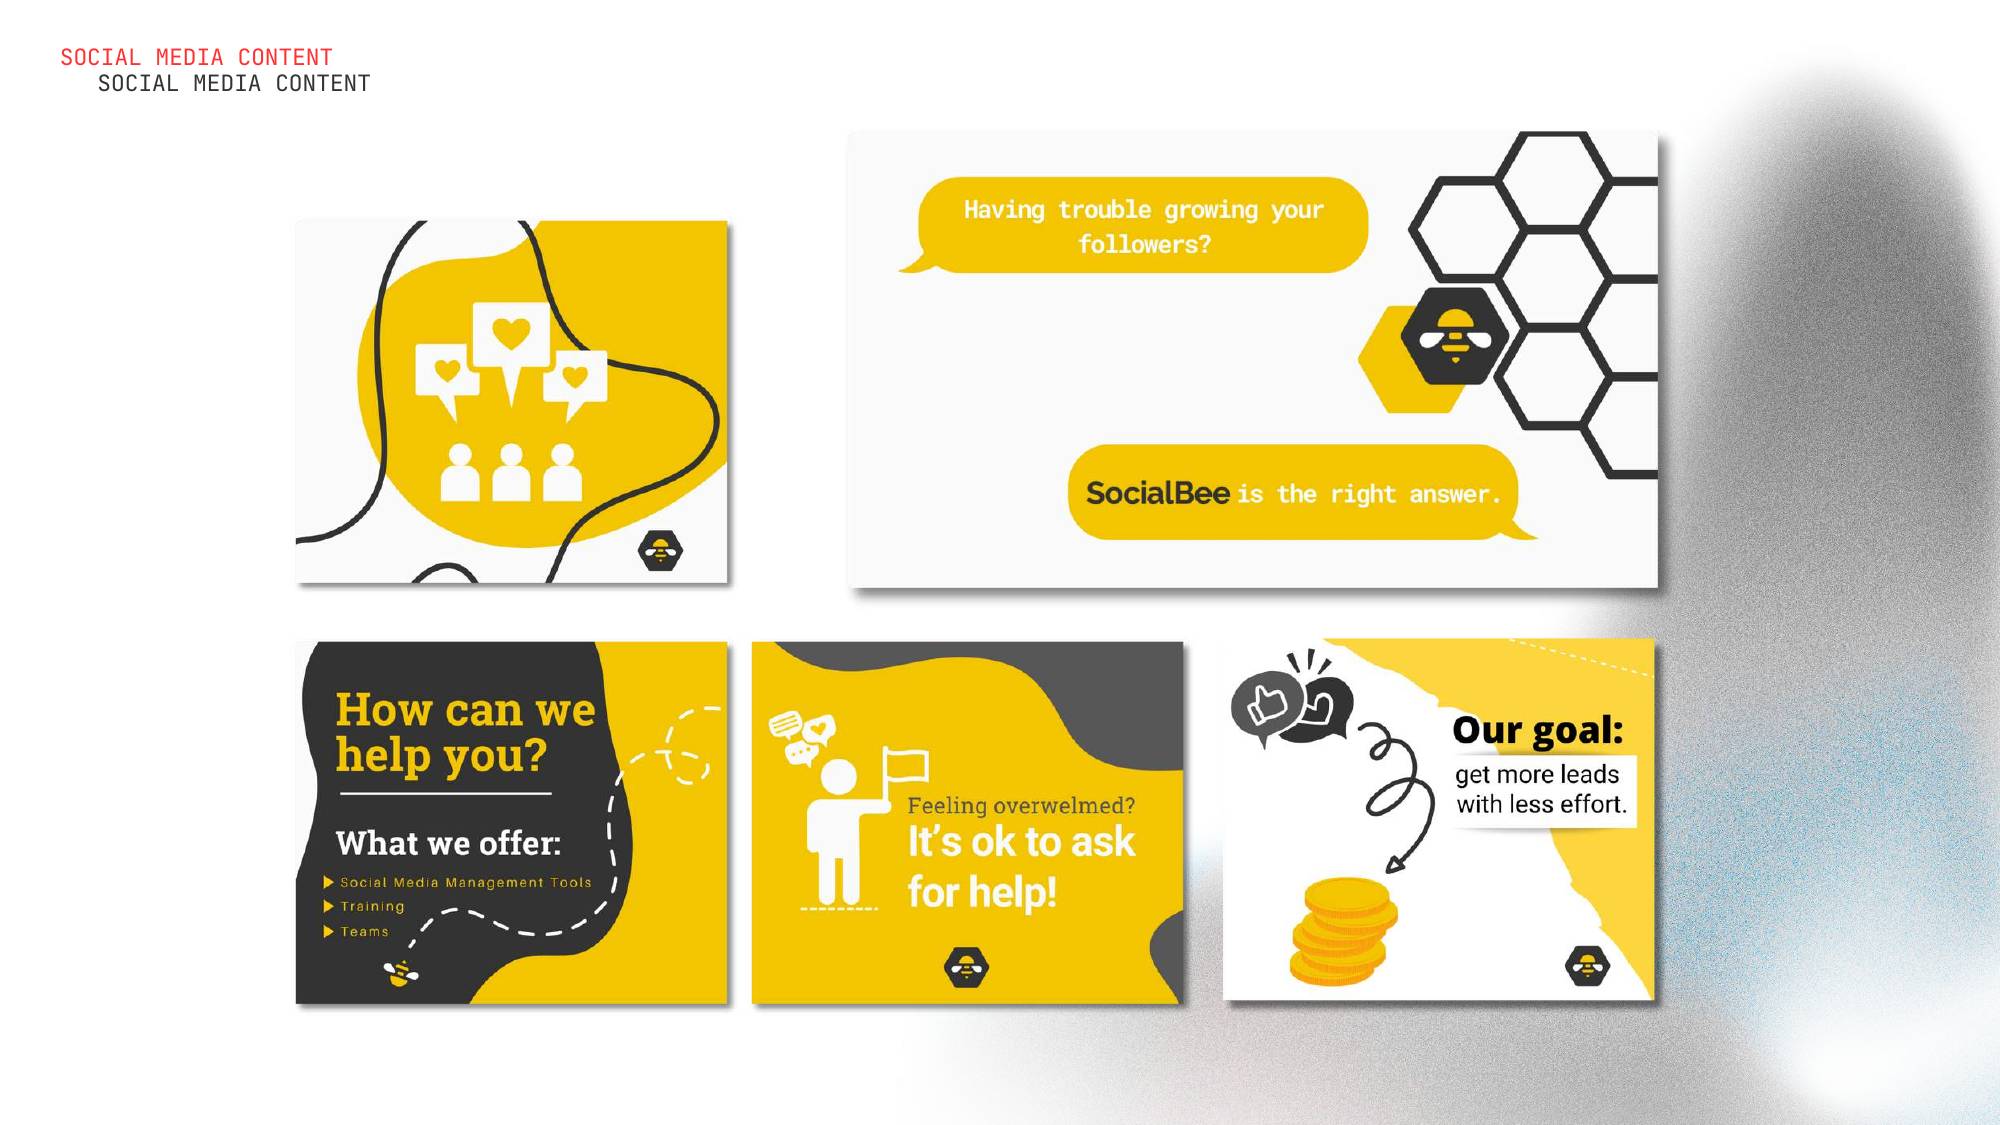 SOCIAL MEDIA CONTENT
SOCIAL MEDIA CONTENT
Having trouble growing your
followers?
SocialBee is the right answer.
How can we
help you?
What we offer:
Social Media Management Tools
Training
Teams
Feeling overwelmed?
It's ok to ask
for help!
Our goal:
get more leads
with less effort.